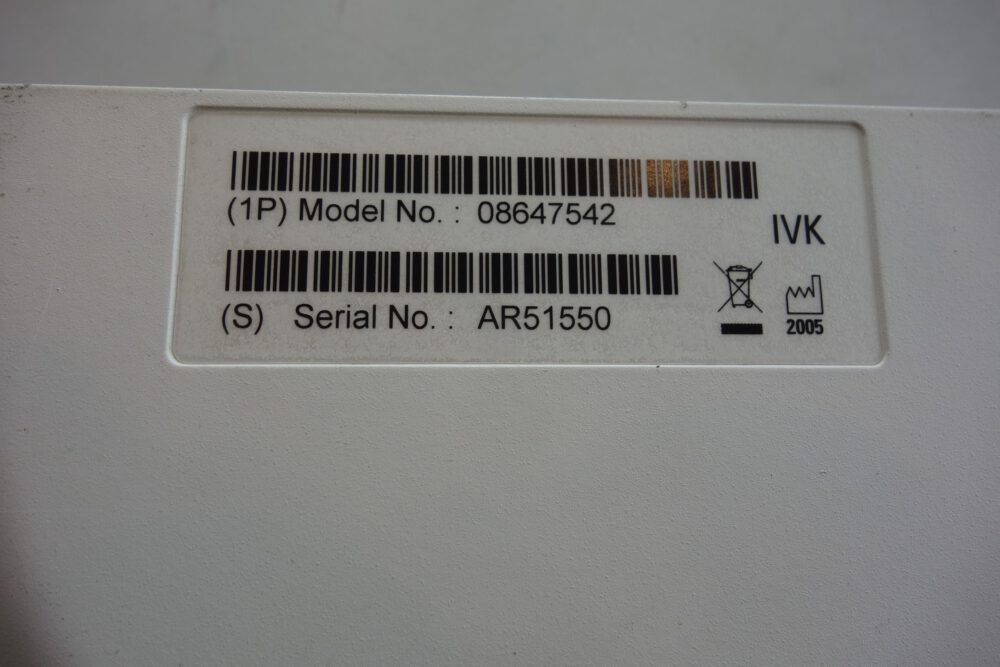 (1P) Model No. : 08647542
IVK
(S) Serial No. : AR51550
2005